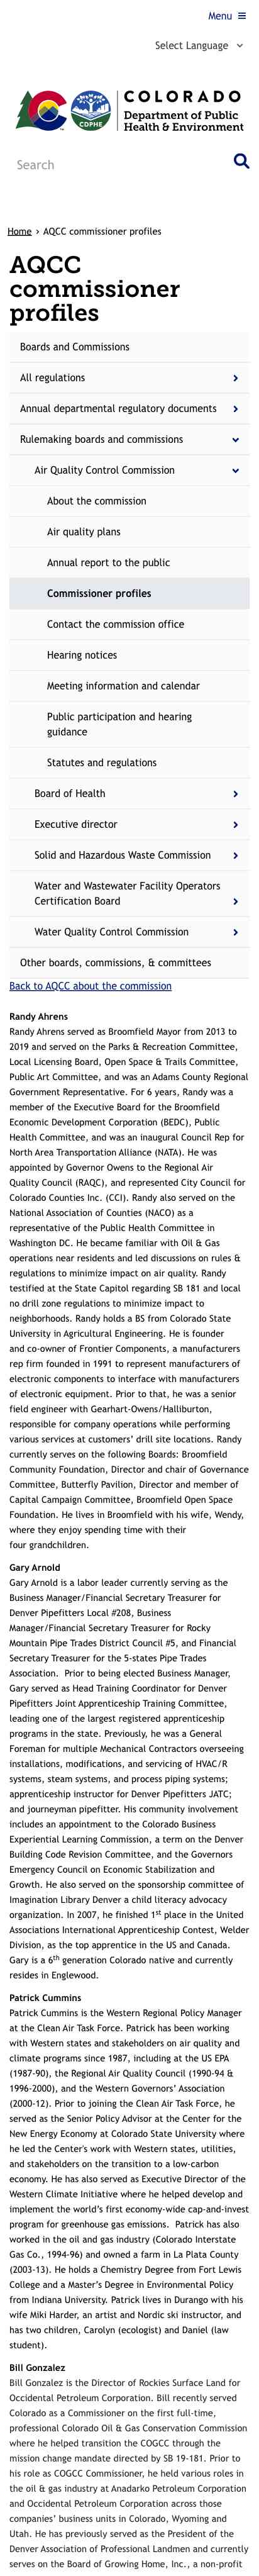 Menu ≡
Select Language
COLORADO
Department of Public
Health & Environment
CDPHE
Search
Home › AQCC commissioner profiles
AQCC
commissioner
profiles
Boards and Commissions
All regulations
Annual departmental regulatory documents
Rulemaking boards and commissions
Air Quality Control Commission
About the commission
Air quality plans
Annual report to the public
Commissioner profiles
Contact the commission office
Hearing notices
Meeting information and calendar
Public participation and hearing
guidance
Statutes and regulations
Board of Health
Executive director
Solid and Hazardous Waste Commission
Water and Wastewater Facility Operators
Certification Board
Water Quality Control Commission
Other boards, commissions, & committees
Back to AQCC about the commission
Randy Ahrens
Randy Ahrens served as Broomfield Mayor from 2013 to
2019 and served on the Parks & Recreation Committee,
Local Licensing Board, Open Space & Trails Committee,
Public Art Committee, and was an Adams County Regional
Government Representative. For 6 years, Randy was a
member of the Executive Board for the Broomfield
Economic Development Corporation (BEDC), Public
Health Committee, and was an inaugural Council Rep for
North Area Transportation Alliance (NATA). He was
appointed by Governor Owens to the Regional Air
Quality Council (RAQC), and represented City Council for
Colorado Counties Inc. (CCI). Randy also served on the
National Association of Counties (NACO) as a
representative of the Public Health Committee in
Washington DC. He became familiar with Oil & Gas
operations near residents and led discussions on rules &
regulations to minimize impact on air quality. Randy
testified at the State Capitol regarding SB 181 and local
no drill zone regulations to minimize impact to
neighborhoods. Randy holds a BS from Colorado State
University in Agricultural Engineering. He is founder
and co-owner of Frontier Components, a manufacturers
rep firm founded in 1991 to represent manufacturers of
electronic components to interface with manufacturers
of electronic equipment. Prior to that, he was a senior
field engineer with Gearhart-Owens/Halliburton,
responsible for company operations while performing
various services at customers’ drill site locations. Randy
currently serves on the following Boards: Broomfield
Community Foundation, Director and chair of Governance
Committee, Butterfly Pavilion, Director and member of
Capital Campaign Committee, Broomfield Open Space
Foundation. He lives in Broomfield with his wife, Wendy,
where they enjoy spending time with their
four grandchildren.
Gary Arnold
Gary Arnold is a labor leader currently serving as the
Business Manager/Financial Secretary Treasurer for
Denver Pipefitters Local #208, Business
Manager/Financial Secretary Treasurer for Rocky
Mountain Pipe Trades District Council #5, and Financial
Secretary Treasurer for the 5-states Pipe Trades
Association.  Prior to being elected Business Manager,
Gary served as Head Training Coordinator for Denver
Pipefitters Joint Apprenticeship Training Committee,
leading one of the largest registered apprenticeship
programs in the state. Previously, he was a General
Foreman for multiple Mechanical Contractors overseeing
installations, modifications, and servicing of HVAC/R
systems, steam systems, and process piping systems;
apprenticeship instructor for Denver Pipefitters JATC;
and journeyman pipefitter. His community involvement
includes an appointment to the Colorado Business
Experiential Learning Commission, a term on the Denver
Building Code Revision Committee, and the Governors
Emergency Council on Economic Stabilization and
Growth. He also served on the sponsorship committee of
Imagination Library Denver a child literacy advocacy
organization. In 2007, he finished 1st place in the United
Associations International Apprenticeship Contest, Welder
Division, as the top apprentice in the US and Canada.
Gary is a 6th generation Colorado native and currently
resides in Englewood.
Patrick Cummins
Patrick Cummins is the Western Regional Policy Manager
at the Clean Air Task Force. Patrick has been working
with Western states and stakeholders on air quality and
climate programs since 1987, including at the US EPA
(1987-90), the Regional Air Quality Council (1990-94 &
1996-2000), and the Western Governors’ Association
(2000-12). Prior to joining the Clean Air Task Force, he
served as the Senior Policy Advisor at the Center for the
New Energy Economy at Colorado State University where
he led the Center's work with Western states, utilities,
and stakeholders on the transition to a low-carbon
economy. He has also served as Executive Director of the
Western Climate Initiative where he helped develop and
implement the world’s first economy-wide cap-and-invest
program for greenhouse gas emissions.  Patrick has also
worked in the oil and gas industry (Colorado Interstate
Gas Co., 1994-96) and owned a farm in La Plata County
(2003-13). He holds a Chemistry Degree from Fort Lewis
College and a Master’s Degree in Environmental Policy
from Indiana University. Patrick lives in Durango with his
wife Miki Harder, an artist and Nordic ski instructor, and
has two children, Carolyn (ecologist) and Daniel (law
student).
Bill Gonzalez
Bill Gonzalez is the Director of Rockies Surface Land for
Occidental Petroleum Corporation. Bill recently served
Colorado as a Commissioner on the first full-time,
professional Colorado Oil & Gas Conservation Commission
where he helped transition the COGCC through the
mission change mandate directed by SB 19-181. Prior to
his role as COGCC Commissioner, he held various roles in
the oil & gas industry at Anadarko Petroleum Corporation
and Occidental Petroleum Corporation across those
companies’ business units in Colorado, Wyoming and
Utah. He has previously served as the President of the
Denver Association of Professional Landmen and currently
serves on the Board of Growing Home, Inc., a non-profit